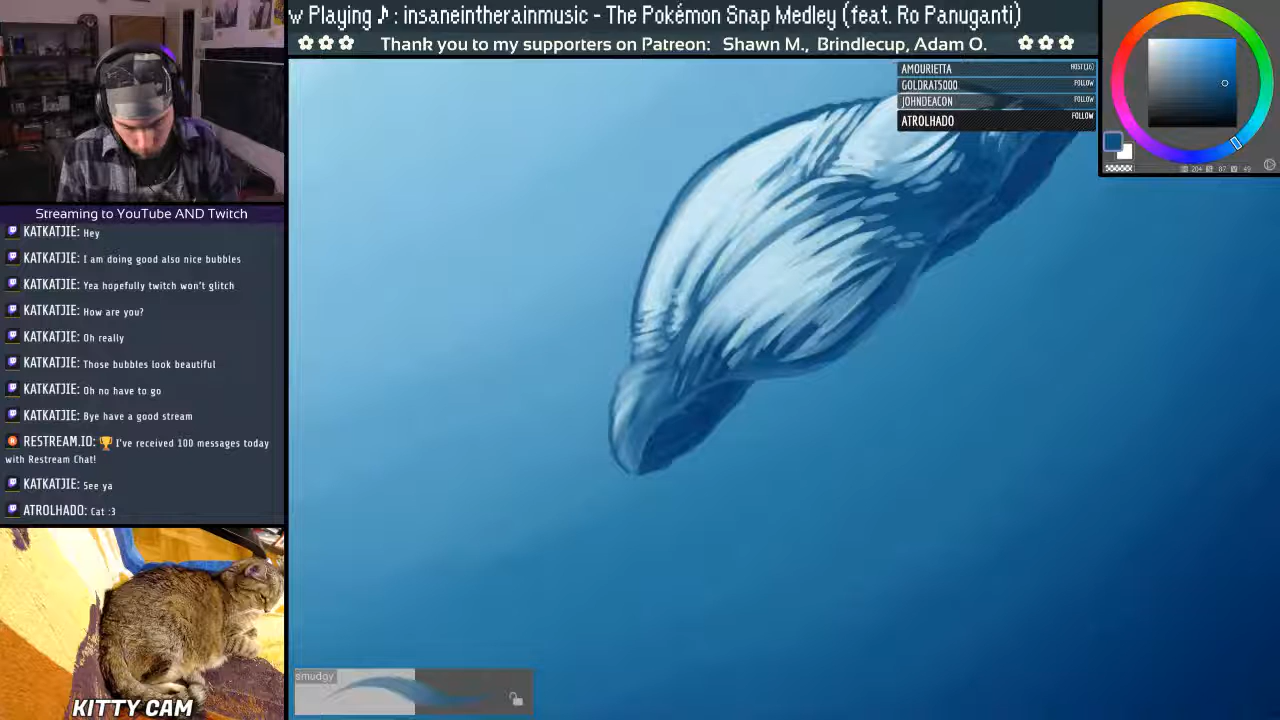 w Playing ♪ : insaneintherainmusic - The Pokémon Snap Medley (feat. Ro Panuganti)
✿ ✿ ✿ Thank you to my supporters on Patreon: Shawn M., Brindlecup, Adam O. ✿ ✿ ✿
AMOURIETTA HOST(16)
GOLDRAT5000 FOLLOW
JOHNDEACON FOLLOW
ATROLHADO FOLLOW
Streaming to YouTube AND Twitch
KATKATJIE: Hey
KATKATJIE: I am doing good also nice bubbles
KATKATJIE: Yea hopefully twitch won't glitch
KATKATJIE: How are you?
KATKATJIE: Oh really
KATKATJIE: Those bubbles look beautiful
KATKATJIE: Oh no have to go
KATKATJIE: Bye have a good stream
RESTREAM.IO: 🏆 I've received 100 messages today
with Restream Chat!
KATKATJIE: See ya
ATROLHADO: Cat :3
KITTY CAM
smudgy